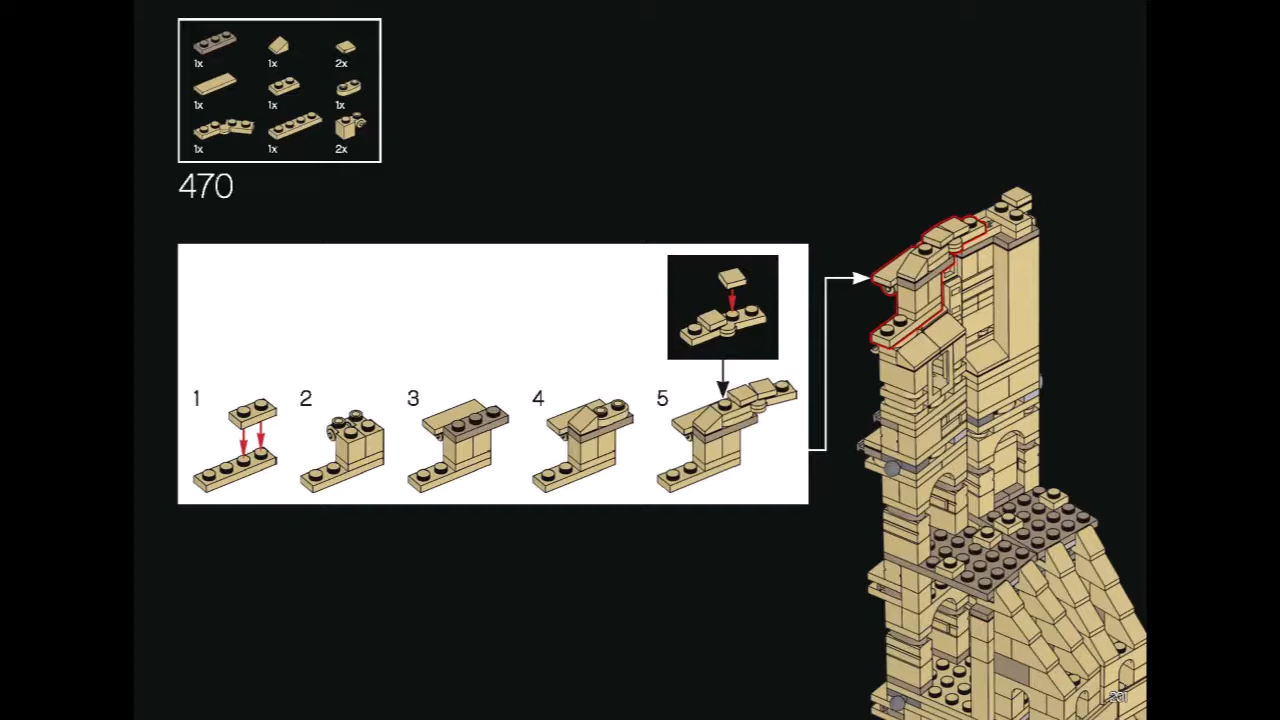 1x 1x 2x
1x 1x 1x
1x 1x 2x
470
1 2 3 4 5